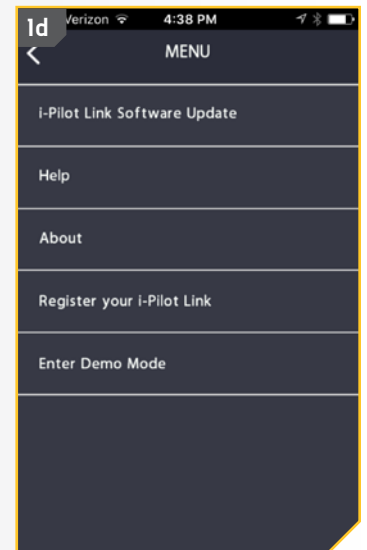 1d
Verizon 4:38 PM
MENU
i-Pilot Link Software Update
Help
About
Register your i-Pilot Link
Enter Demo Mode